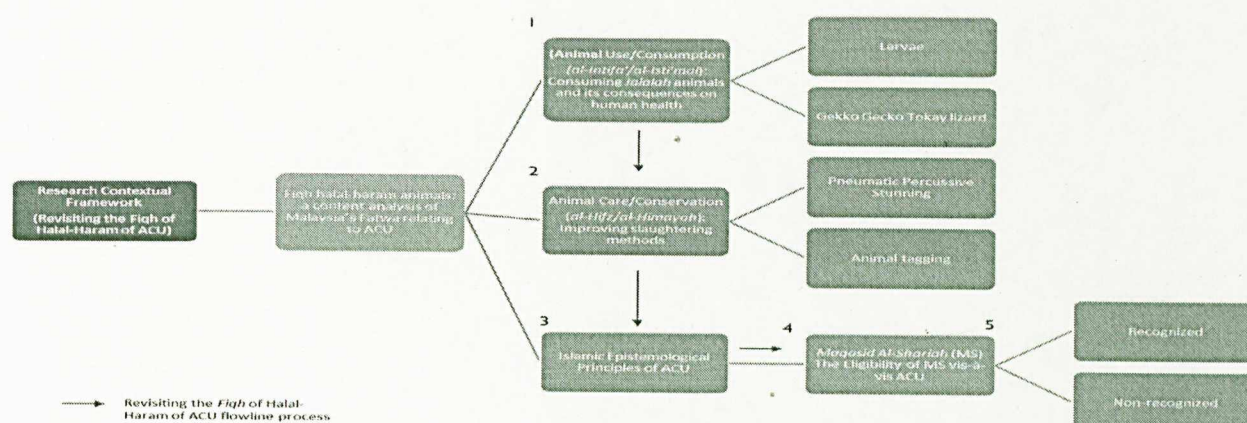 Research Contextual
Framework
(Revisiting the Fiqh of
Halal-Haram of ACU)
Fiqh halal-haram animals:
a content analysis of
Malaysia's Fatwa relating
to ACU
1
(Animal Use/Consumption
(al-Intifa'/al-Isti'mal):
Consuming Jalalah animals
and its consequences on
human health
Larvae
Gekko Gecko Tokay lizard
2
Animal Care/Conservation
(al-Hifz/al-Himayah):
Improving slaughtering
methods
Pneumatic Percussive
Stunning
Animal tagging
3
Islamic Epistemological
Principles of ACU
4
Maqasid Al-Shariah (MS)
The Eligibility of MS vis-a-
vis ACU
5
Recognized
Non-recognized
Revisiting the Fiqh of Halal-
Haram of ACU flowline process